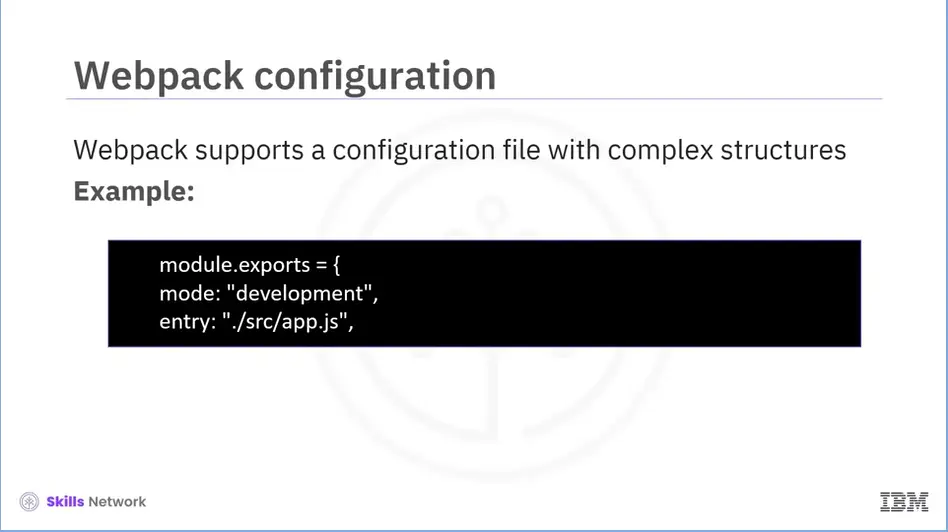 Webpack configuration
Webpack supports a configuration file with complex structures
Example:
module.exports = {
mode: "development",
entry: "./src/app.js",
Skills Network
IBM